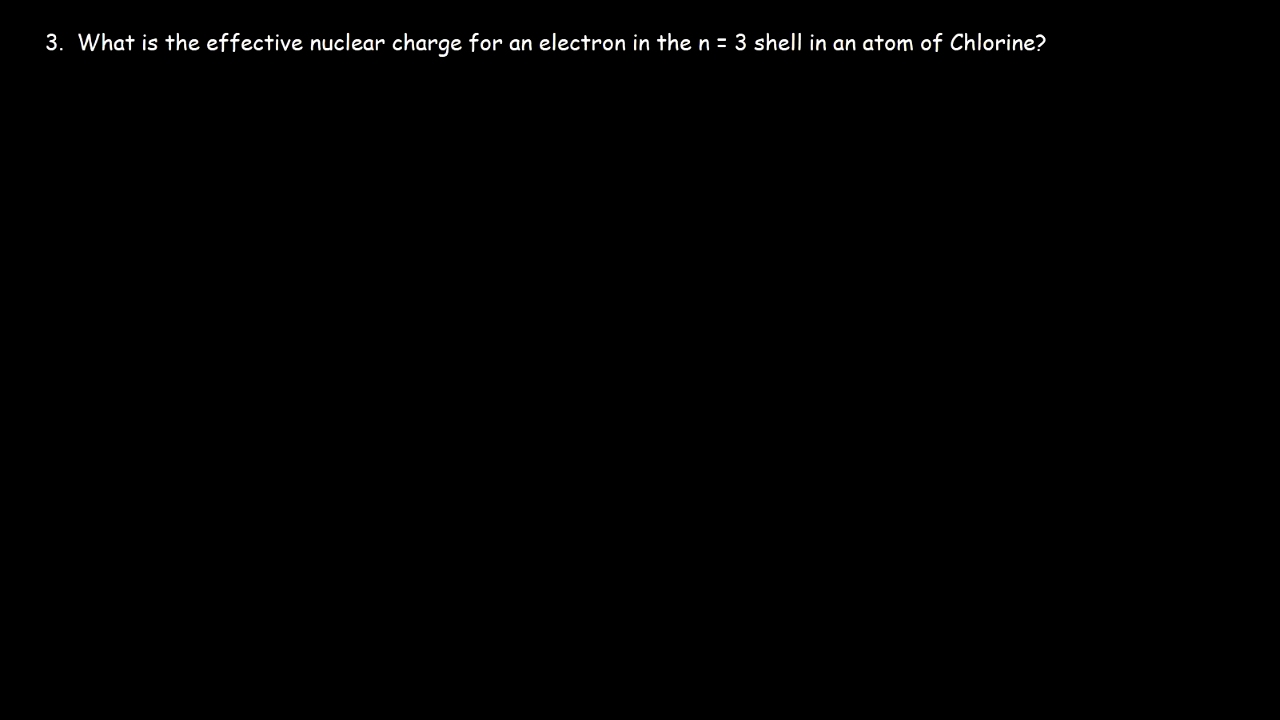 3. What is the effective nuclear charge for an electron in the n = 3 shell in an atom of Chlorine?